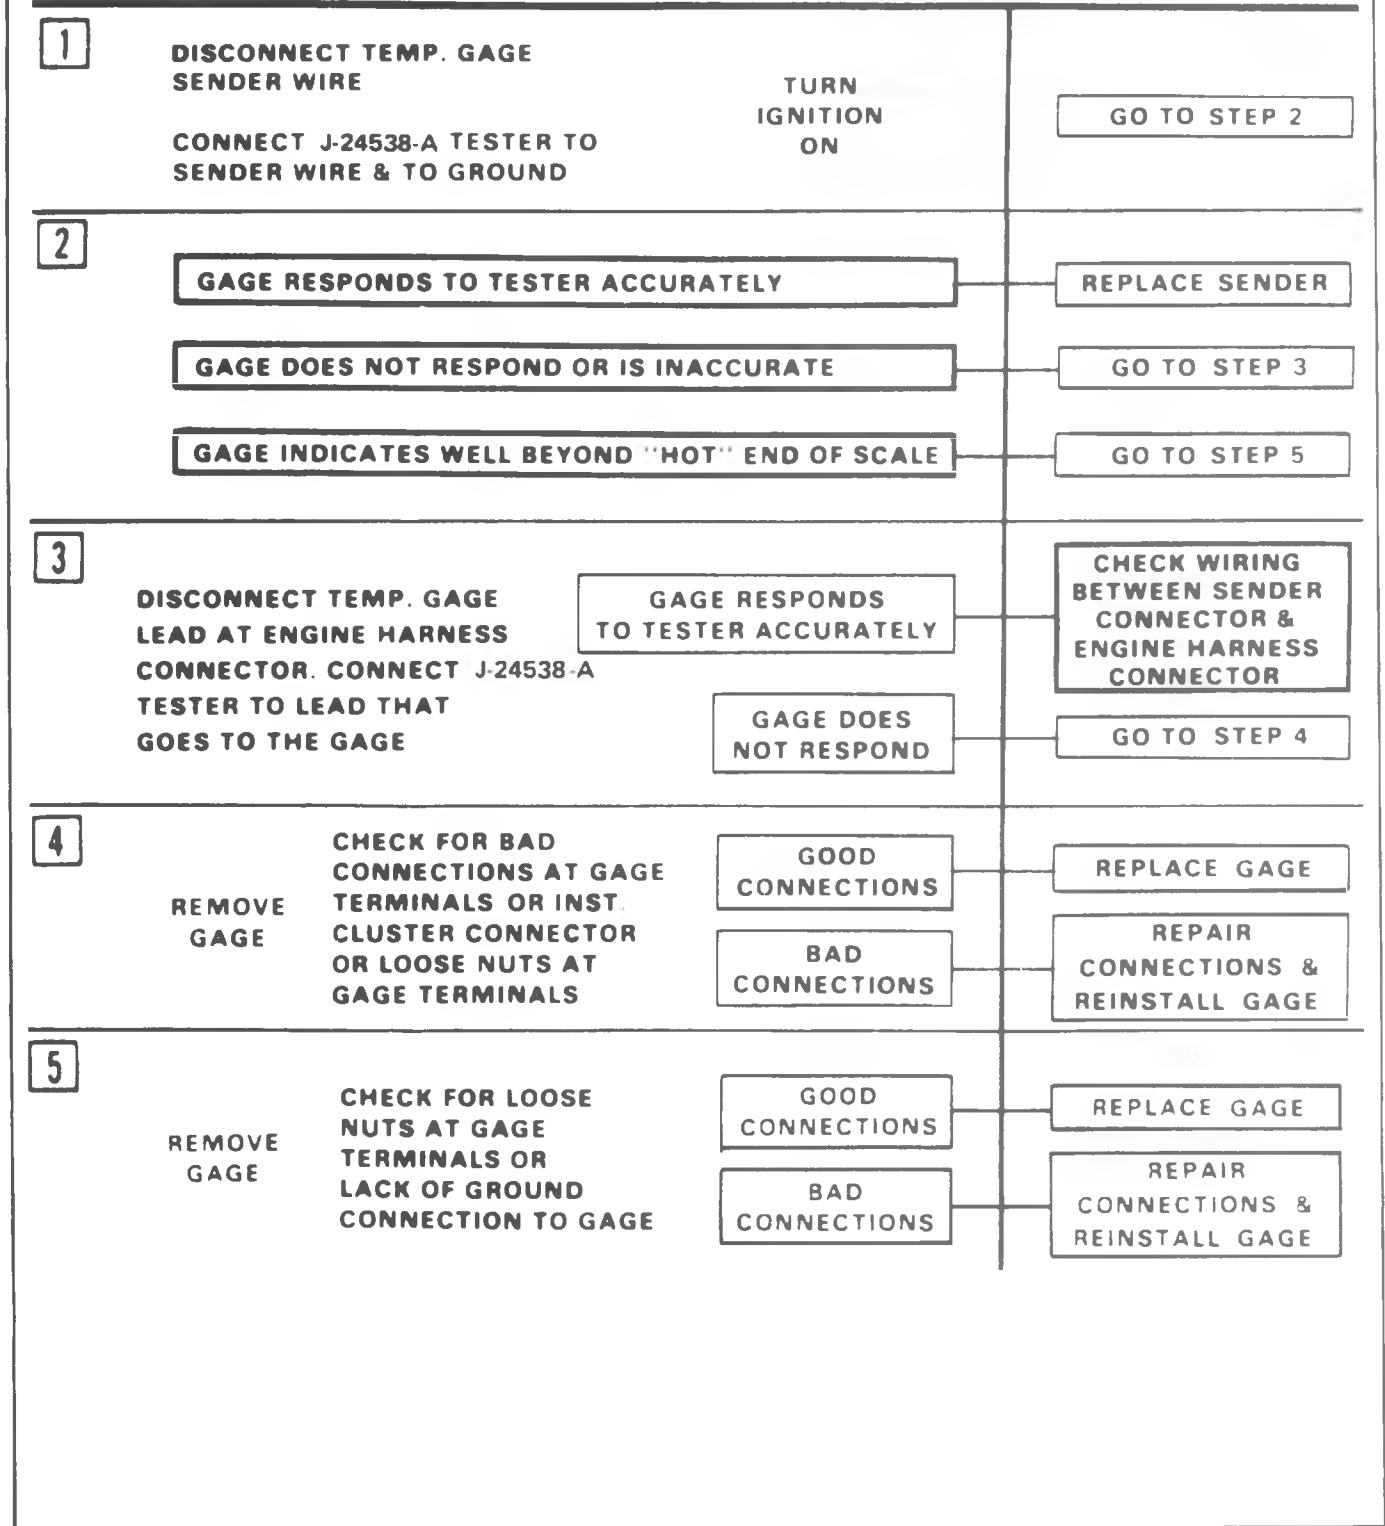 1
DISCONNECT TEMP. GAGE
SENDER WIRE
CONNECT J-24538-A TESTER TO
SENDER WIRE & TO GROUND
TURN
IGNITION
ON
GO TO STEP 2
2
GAGE RESPONDS TO TESTER ACCURATELY
REPLACE SENDER
GAGE DOES NOT RESPOND OR IS INACCURATE
GO TO STEP 3
GAGE INDICATES WELL BEYOND "HOT" END OF SCALE
GO TO STEP 5
3
DISCONNECT TEMP. GAGE
LEAD AT ENGINE HARNESS
CONNECTOR. CONNECT J-24538-A
TESTER TO LEAD THAT
GOES TO THE GAGE
GAGE RESPONDS
TO TESTER ACCURATELY
CHECK WIRING
BETWEEN SENDER
CONNECTOR &
ENGINE HARNESS
CONNECTOR
GAGE DOES
NOT RESPOND
GO TO STEP 4
4
REMOVE
GAGE
CHECK FOR BAD
CONNECTIONS AT GAGE
TERMINALS OR INST.
CLUSTER CONNECTOR
OR LOOSE NUTS AT
GAGE TERMINALS
GOOD
CONNECTIONS
REPLACE GAGE
BAD
CONNECTIONS
REPAIR
CONNECTIONS &
REINSTALL GAGE
5
REMOVE
GAGE
CHECK FOR LOOSE
NUTS AT GAGE
TERMINALS OR
LACK OF GROUND
CONNECTION TO GAGE
GOOD
CONNECTIONS
REPLACE GAGE
BAD
CONNECTIONS
REPAIR
CONNECTIONS &
REINSTALL GAGE